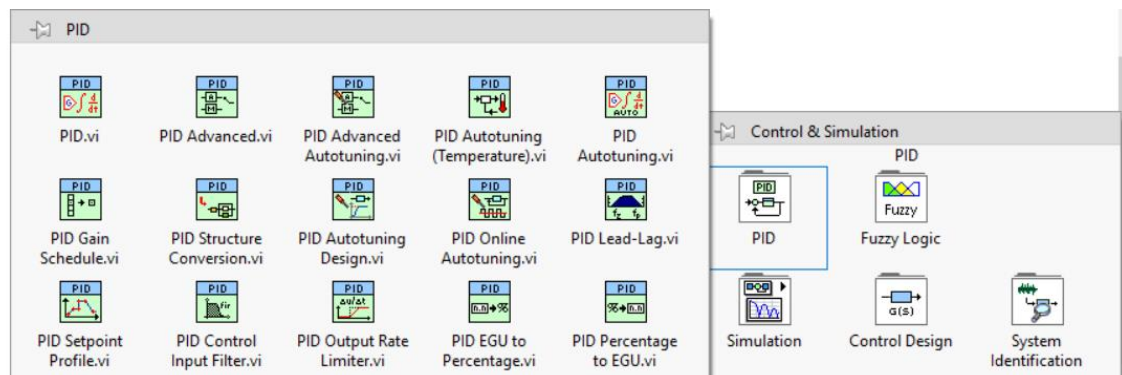 PID
PID
PID
PID
PID
PID
AUTO
PID.vi
PID Advanced.vi
PID Advanced
Autotuning.vi
PID Autotuning
(Temperature).vi
PID
Autotuning.vi
PID
PID
PID
PID
PID
PID Gain
Schedule.vi
PID Structure
Conversion.vi
PID Autotuning
Design.vi
PID Online
Autotuning.vi
PID Lead-Lag.vi
PID
PID
fir
PID
Δu/Δt
PID
n.n→%
PID
%→n.n
PID Setpoint
Profile.vi
PID Control
Input Filter.vi
PID Output Rate
Limiter.vi
PID EGU to
Percentage.vi
PID Percentage
to EGU.vi
Control & Simulation
PID
PID
Fuzzy
PID
Fuzzy Logic
G(S)
Simulation
Control Design
System
Identification